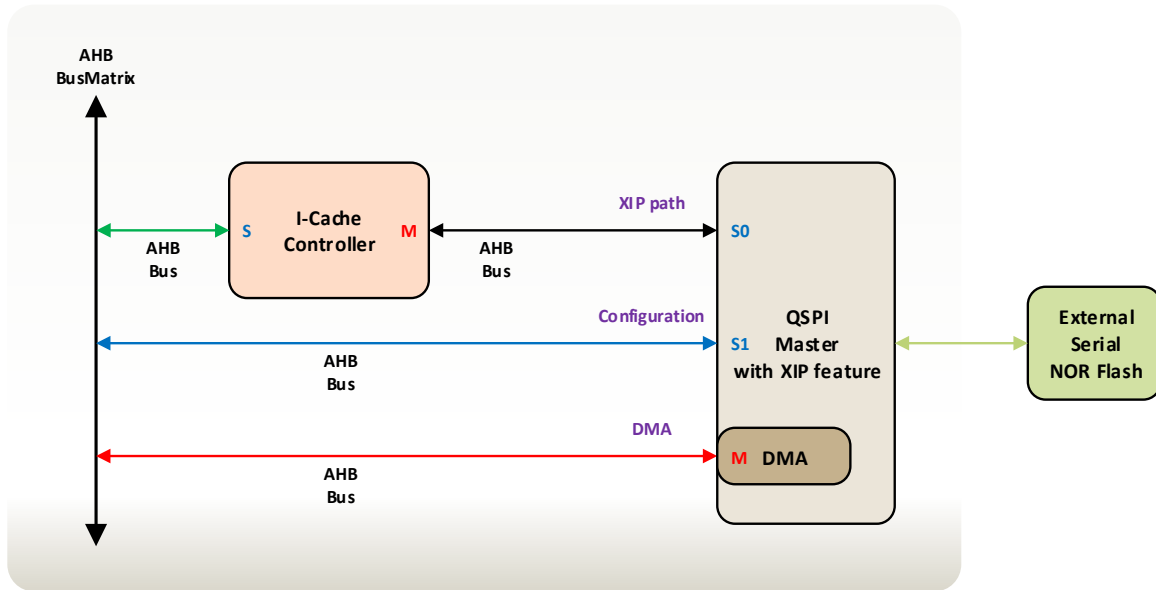 AHB
BusMatrix
I-Cache
Controller
S
M
AHB
Bus
XIP path
AHB
Bus
S0
Configuration
AHB
Bus
S1
QSPI
Master
with XIP feature
External
Serial
NOR Flash
DMA
AHB
Bus
M
DMA